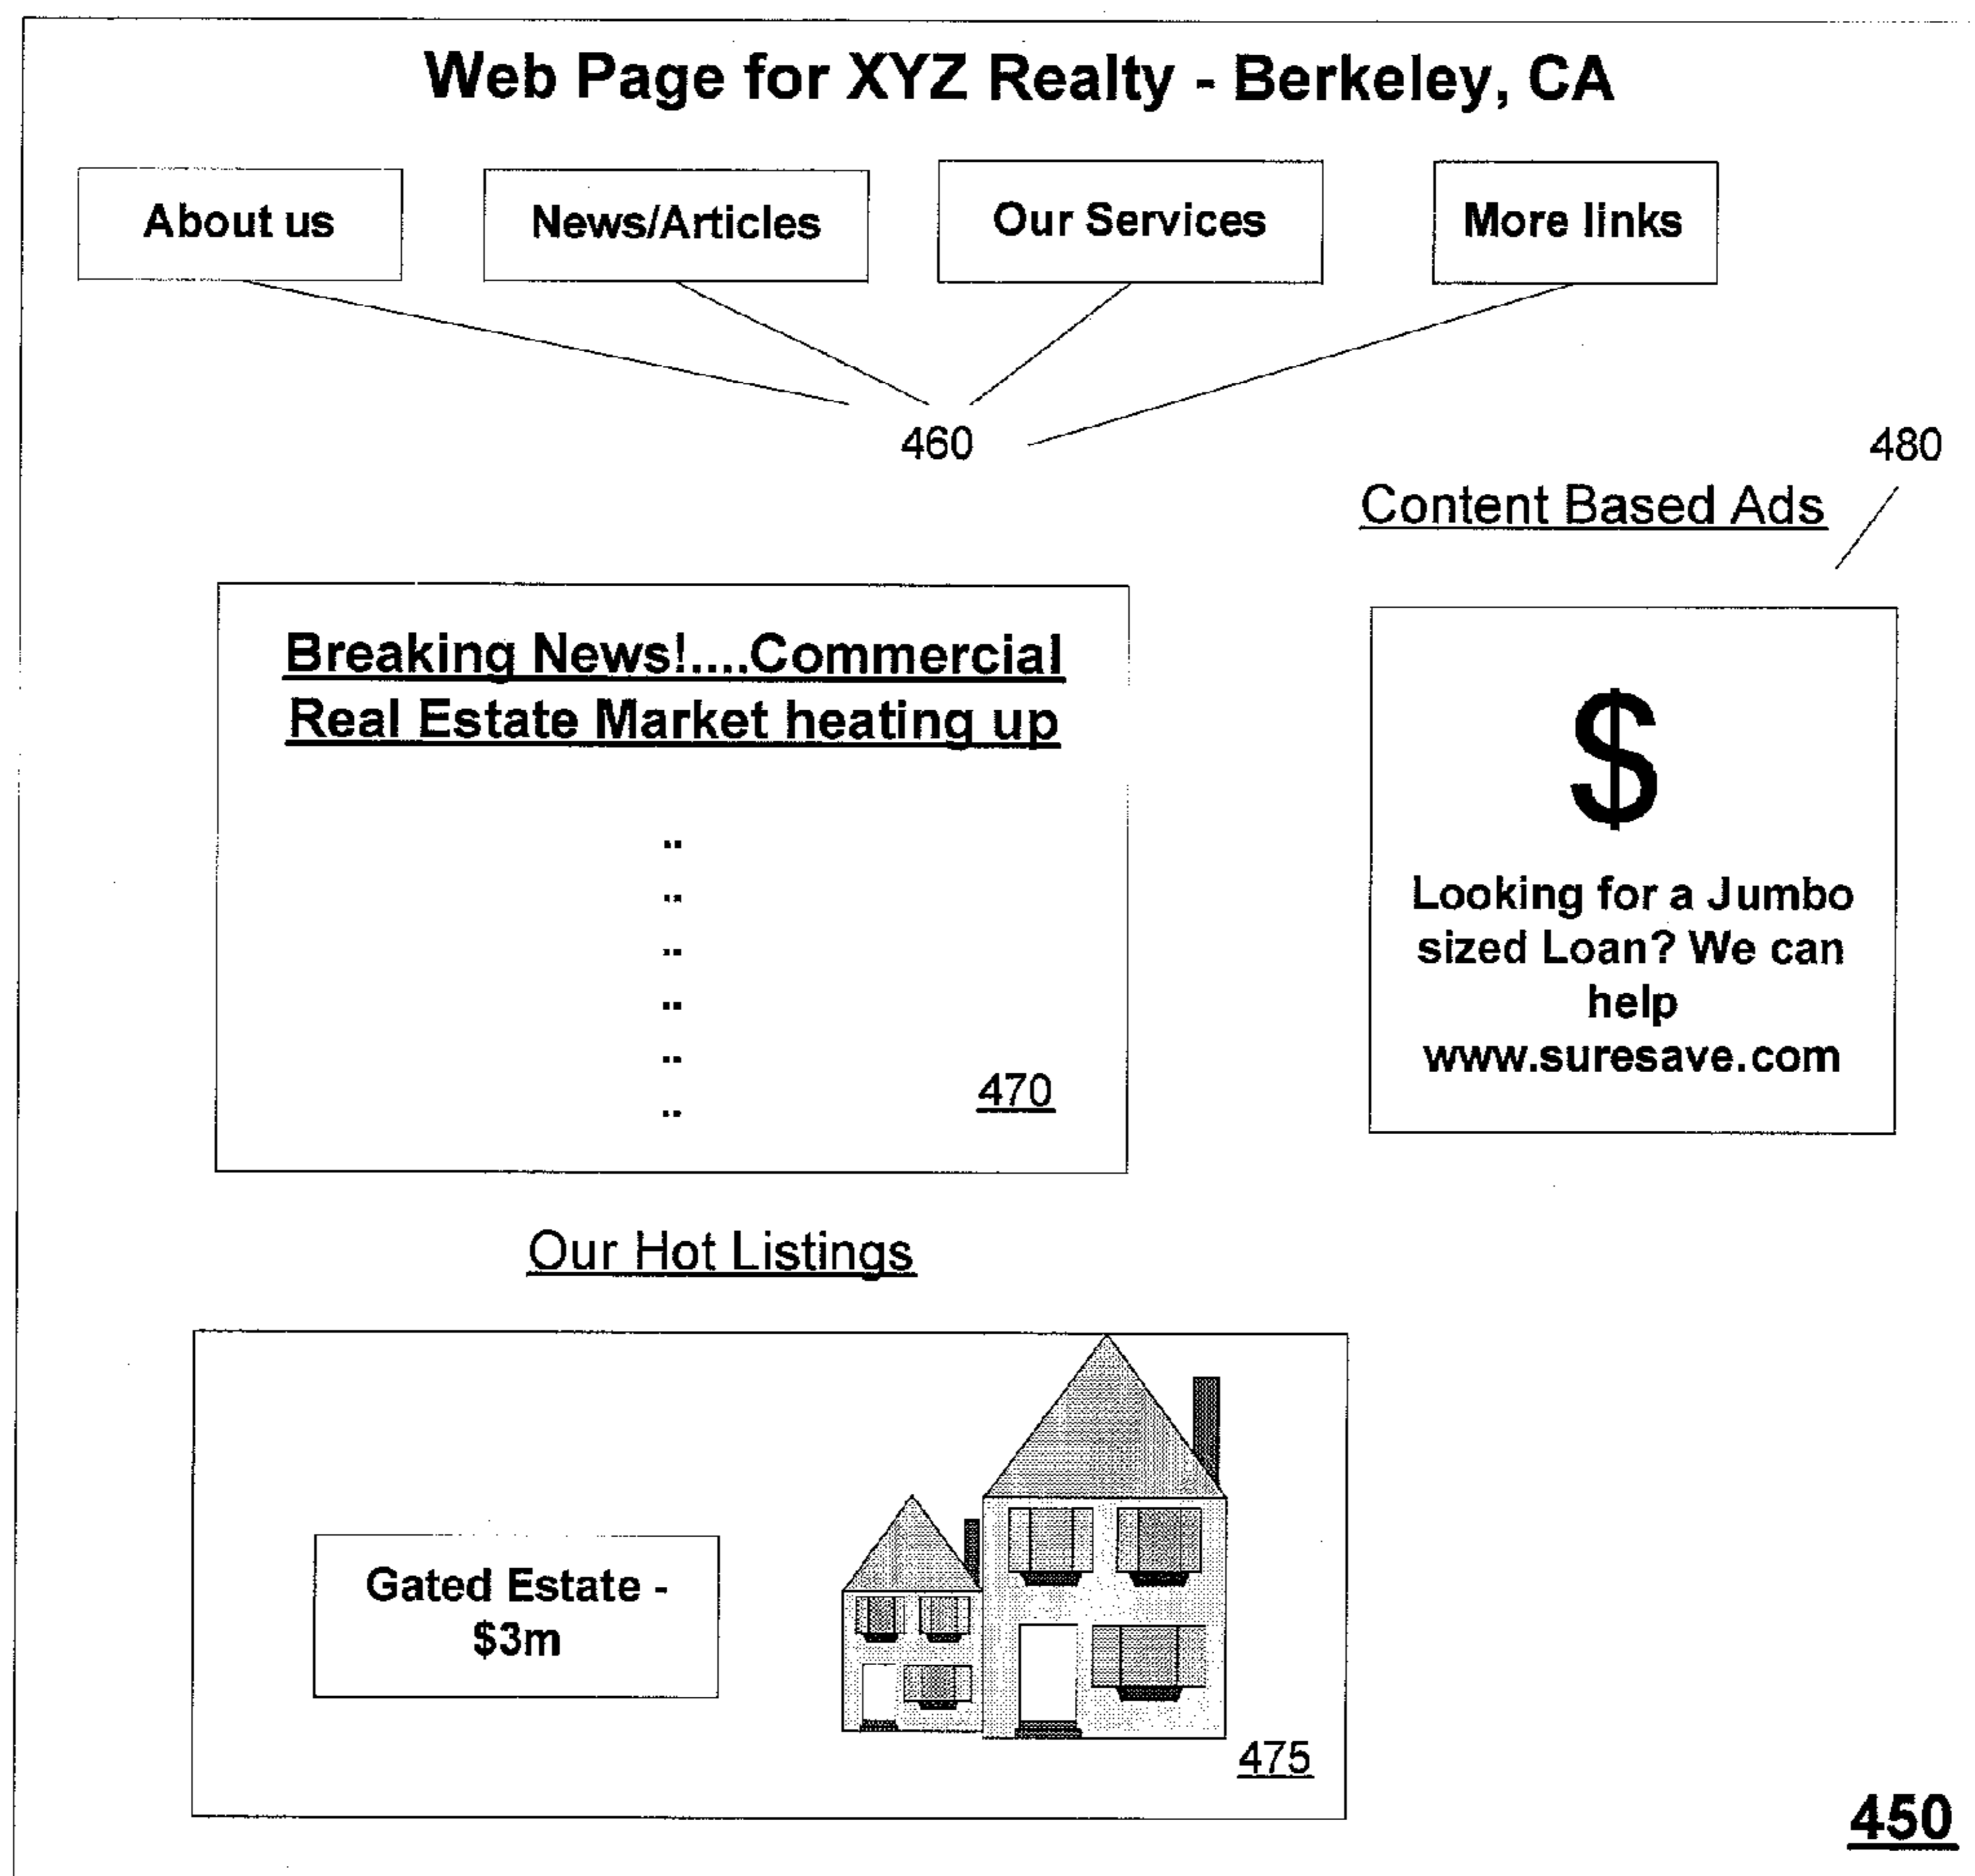 Web Page for XYZ Realty - Berkeley, CA
About us
News/Articles
Our Services
More links
460
480
Content Based Ads
Breaking News!....Commercial
Real Estate Market heating up
..
..
..
..
..
..
470
$
Looking for a Jumbo
sized Loan? We can
help
www.suresave.com
Our Hot Listings
Gated Estate -
$3m
475
450